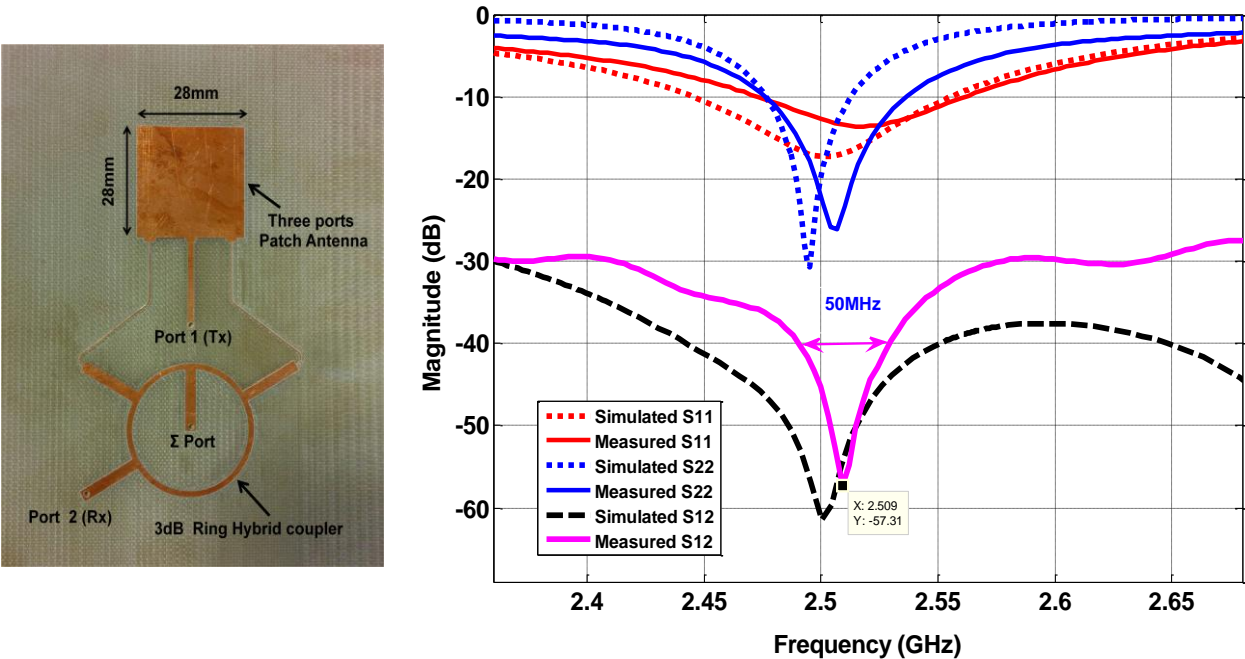 28mm
28mm
Three ports
Patch Antenna
Port 1 (Tx)
Σ Port
Port 2 (Rx)
3dB Ring Hybrid coupler
Magnitude (dB)
0
-10
-20
-30
-40
-50
-60
50MHz
Simulated S11
Measured S11
Simulated S22
Measured S22
Simulated S12
Measured S12
X: 2.509
Y: -57.31
2.4
2.45
2.5
2.55
2.6
2.65
Frequency (GHz)